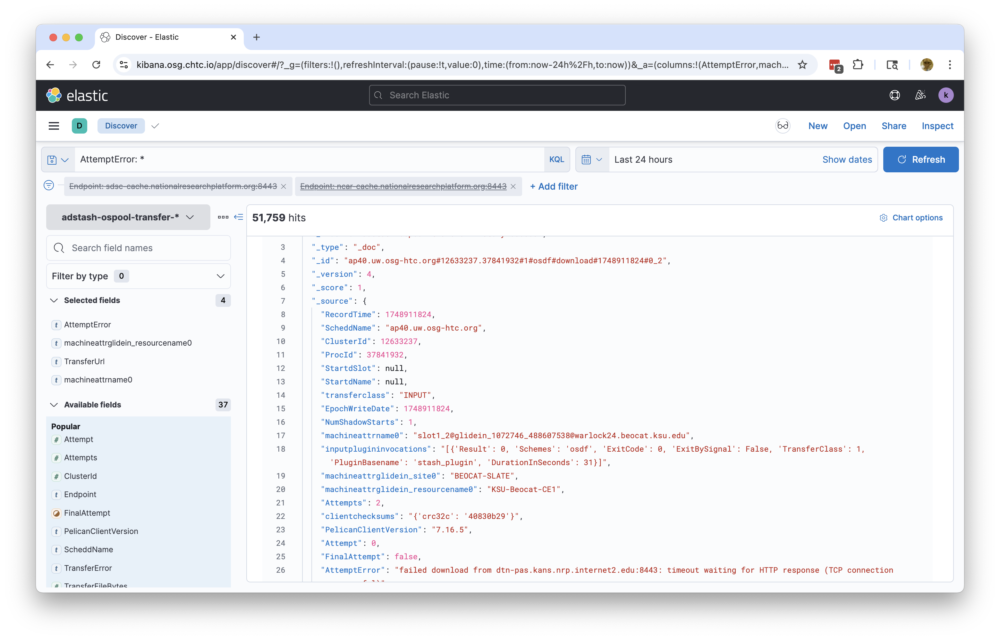 Discover - Elastic
kibana.osg.chtc.io/app/discover#/?_g=(filters:!(),refreshInterval:(pause:!t,value:0),time:(from:now-24h%2Fh,to:now))&_a=(columns:!(AttemptError,mach...
2
elastic
Search Elastic
k
D
Discover
New
Open
Share
Inspect
AttemptError: *
KQL
Last 24 hours
Show dates
Refresh
Endpoint: sdsc-cache.nationalresearchplatform.org:8443
Endpoint: ncar-cache.nationalresearchplatform.org:8443
+ Add filter
adstash-ospool-transfer-*
Search field names
Filter by type 0
Selected fields 4
t AttemptError
t machineattrglidein_resourcename0
t TransferUrl
t machineattrname0
Available fields 37
Popular
# Attempt
# Attempts
# ClusterId
t Endpoint
FinalAttempt
t PelicanClientVersion
t ScheddName
t TransferError
# TransferFileBytes
51,759 hits
Chart options
3 "_type": "_doc",
4 "_id": "ap40.uw.osg-htc.org#12633237.37841932#1#osdf#download#1748911824#0_2",
5 "_version": 4,
6 "_score": 1,
7 "_source": {
8 "RecordTime": 1748911824,
9 "ScheddName": "ap40.uw.osg-htc.org",
10 "ClusterId": 12633237,
11 "ProcId": 37841932,
12 "StartdSlot": null,
13 "StartdName": null,
14 "transferclass": "INPUT",
15 "EpochWriteDate": 1748911824,
16 "NumShadowStarts": 1,
17 "machineattrname0": "slot1_2@glidein_1072746_488607538@warlock24.beocat.ksu.edu",
18 "inputplugininvocations": "[{'Result': 0, 'Schemes': 'osdf', 'ExitCode': 0, 'ExitBySignal': False, 'TransferClass': 1,
'PluginBasename': 'stash_plugin', 'DurationInSeconds': 31}]",
19 "machineattrglidein_site0": "BEOCAT-SLATE",
20 "machineattrglidein_resourcename0": "KSU-Beocat-CE1",
21 "Attempts": 2,
22 "clientchecksums": "{'crc32c': '40830b29'}",
23 "PelicanClientVersion": "7.16.5",
24 "Attempt": 0,
25 "FinalAttempt": false,
26 "AttemptError": "failed download from dtn-pas.kans.nrp.internet2.edu:8443: timeout waiting for HTTP response (TCP connection